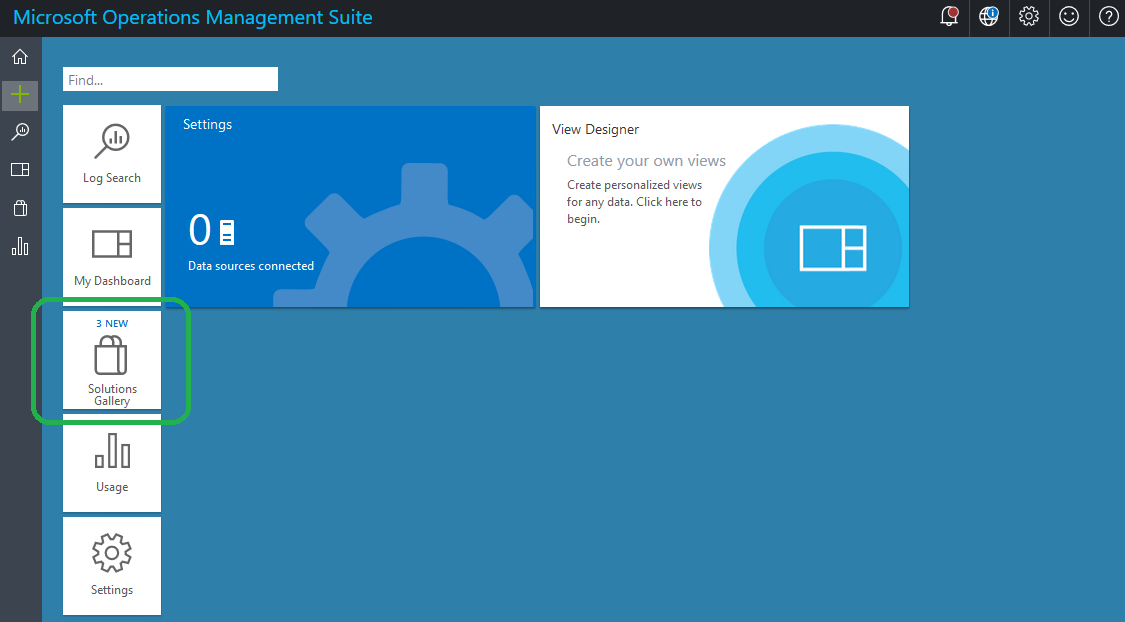 Microsoft Operations Management Suite
Find...
Log Search
My Dashboard
3 NEW
Solutions
Gallery
Usage
Settings
Settings
0
Data sources connected
View Designer
Create your own views
Create personalized views
for any data. Click here to
begin.